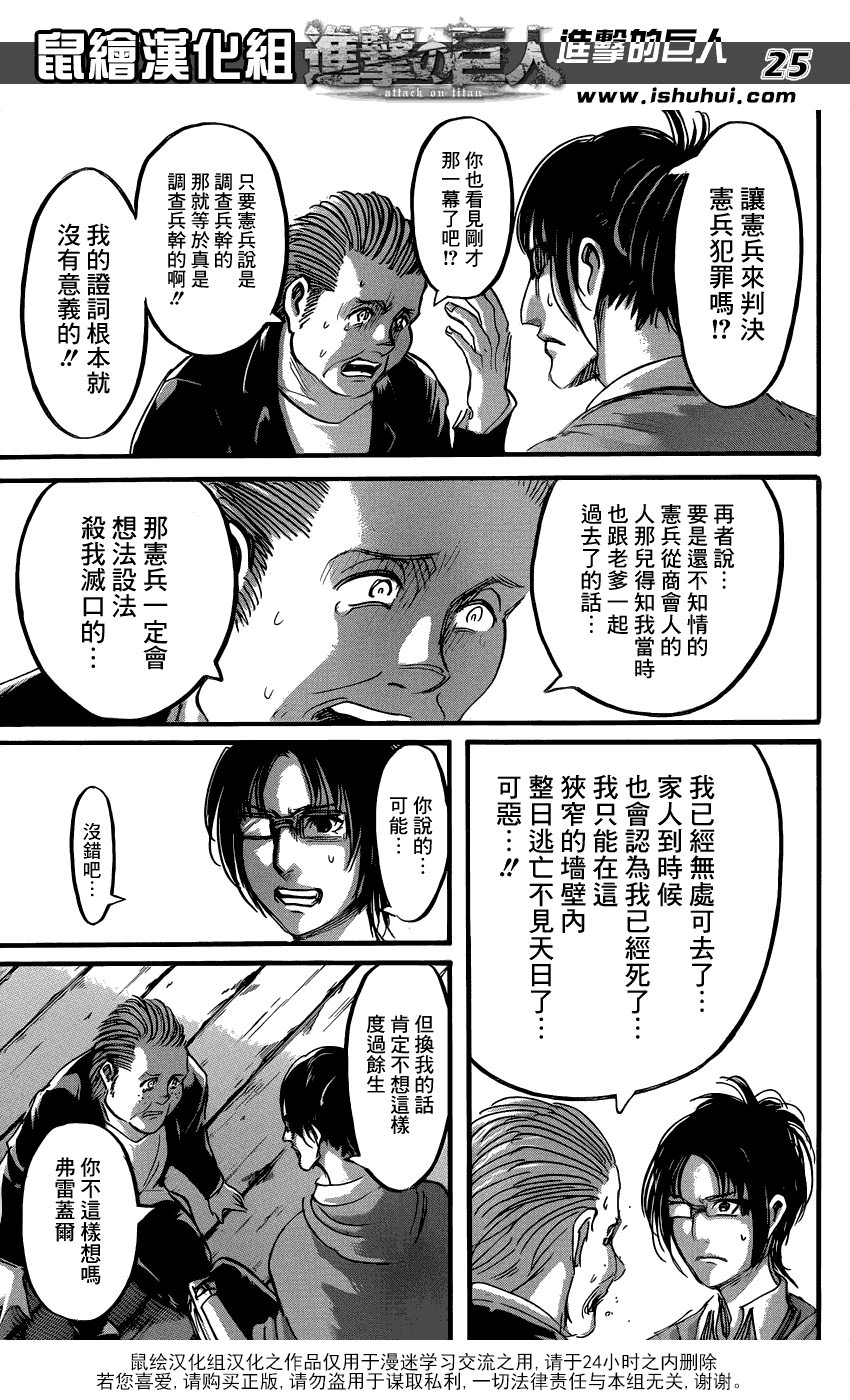 鼠繪漢化組
進撃の巨人
attack on titan
進擊的巨人
25
www.ishuhui.com
讓憲兵來判決
憲兵犯罪嗎!?
你也看見剛才
那一幕了吧!?
只要憲兵說是
調查兵幹的
那就等於真是
調查兵幹的啊!!
我的證詞根本就
沒有意義的!!
再者說…
要是還不知情的
憲兵從商會人的
人那兒得知我當時
也跟老爹一起
過去了的話…
那憲兵一定會
想法設法
殺我滅口的…
我已經無處可去了…
家人到時候
也會認為我已經死了…
我只能在這
狹窄的墻壁內
整日逃亡不見天日了…
可惡…!!
你說的…
可能…
沒錯吧…
但換我的話
肯定不想這樣
度過餘生
你不這樣想嗎
弗雷蓋爾
鼠绘汉化组汉化之作品仅用于漫迷学习交流之用, 请于24小时之内删除
若您喜爱, 请购买正版, 请勿盗用于谋取私利, 一切法律责任与本组无关, 谢谢。